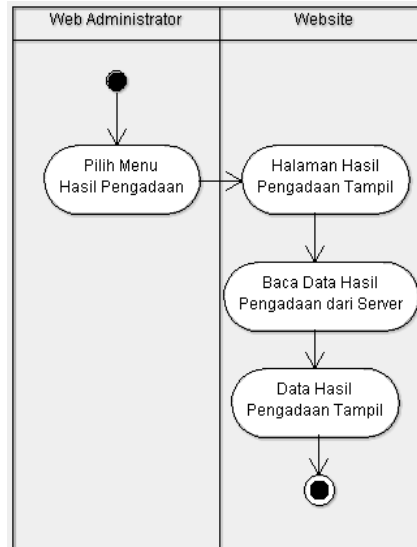 Web Administrator
Website
Pilih Menu
Hasil Pengadaan
Halaman Hasil
Pengadaan Tampil
Baca Data Hasil
Pengadaan dari Server
Data Hasil
Pengadaan Tampil